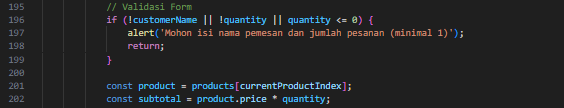 195 // Validasi Form
196 if (!customerName || !quantity || quantity <= 0) {
197 alert('Mohon isi nama pemesan dan jumlah pesanan (minimal 1)');
198 return;
199 }
200
201 const product = products[currentProductIndex];
202 const subtotal = product.price * quantity;